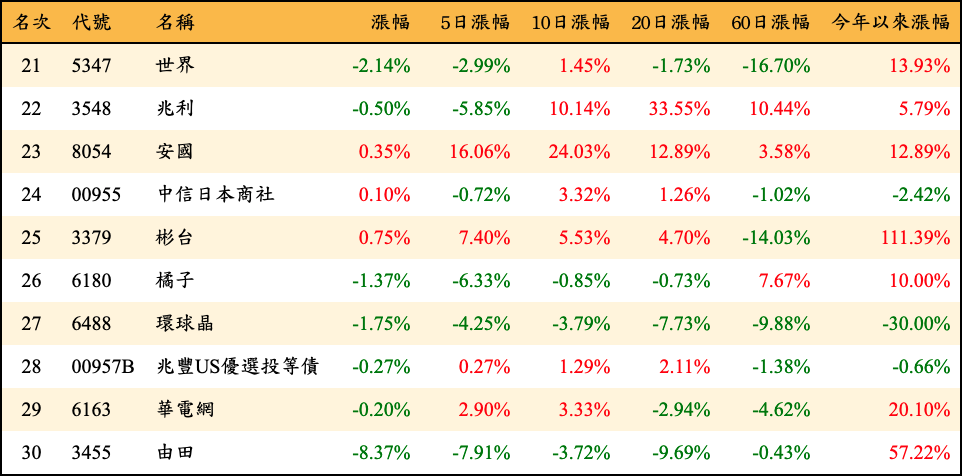 名次 代號 名稱 漲幅 5日漲幅 10日漲幅 20日漲幅 60日漲幅 今年以來漲幅
21 5347 世界 -2.14% -2.99% 1.45% -1.73% -16.70% 13.93%
22 3548 兆利 -0.50% -5.85% 10.14% 33.55% 10.44% 5.79%
23 8054 安國 0.35% 16.06% 24.03% 12.89% 3.58% 12.89%
24 00955 中信日本商社 0.10% -0.72% 3.32% 1.26% -1.02% -2.42%
25 3379 彬台 0.75% 7.40% 5.53% 4.70% -14.03% 111.39%
26 6180 橘子 -1.37% -6.33% -0.85% -0.73% 7.67% 10.00%
27 6488 環球晶 -1.75% -4.25% -3.79% -7.73% -9.88% -30.00%
28 00957B 兆豐US優選投等債 -0.27% 0.27% 1.29% 2.11% -1.38% -0.66%
29 6163 華電網 -0.20% 2.90% 3.33% -2.94% -4.62% 20.10%
30 3455 由田 -8.37% -7.91% -3.72% -9.69% -0.43% 57.22%